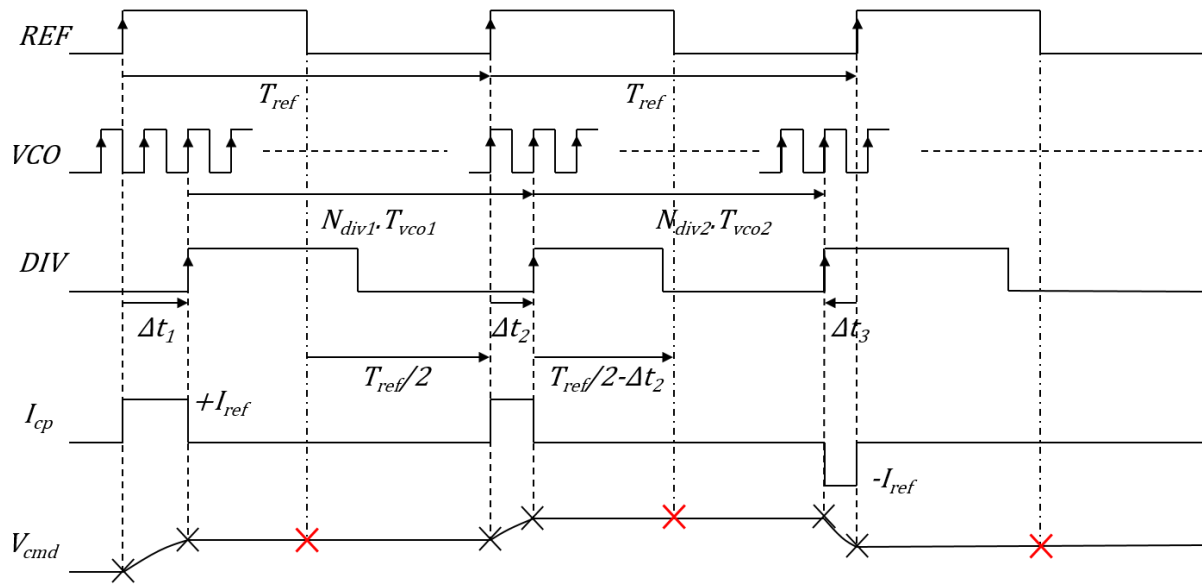 REF
T_ref T_ref
VCO
N_div1.T_vco1 N_div2.T_vco2
DIV
Δt_1 Δt_2 Δt_3
T_ref/2 T_ref/2-Δt_2
I_cp +I_ref
-I_ref
V_cmd